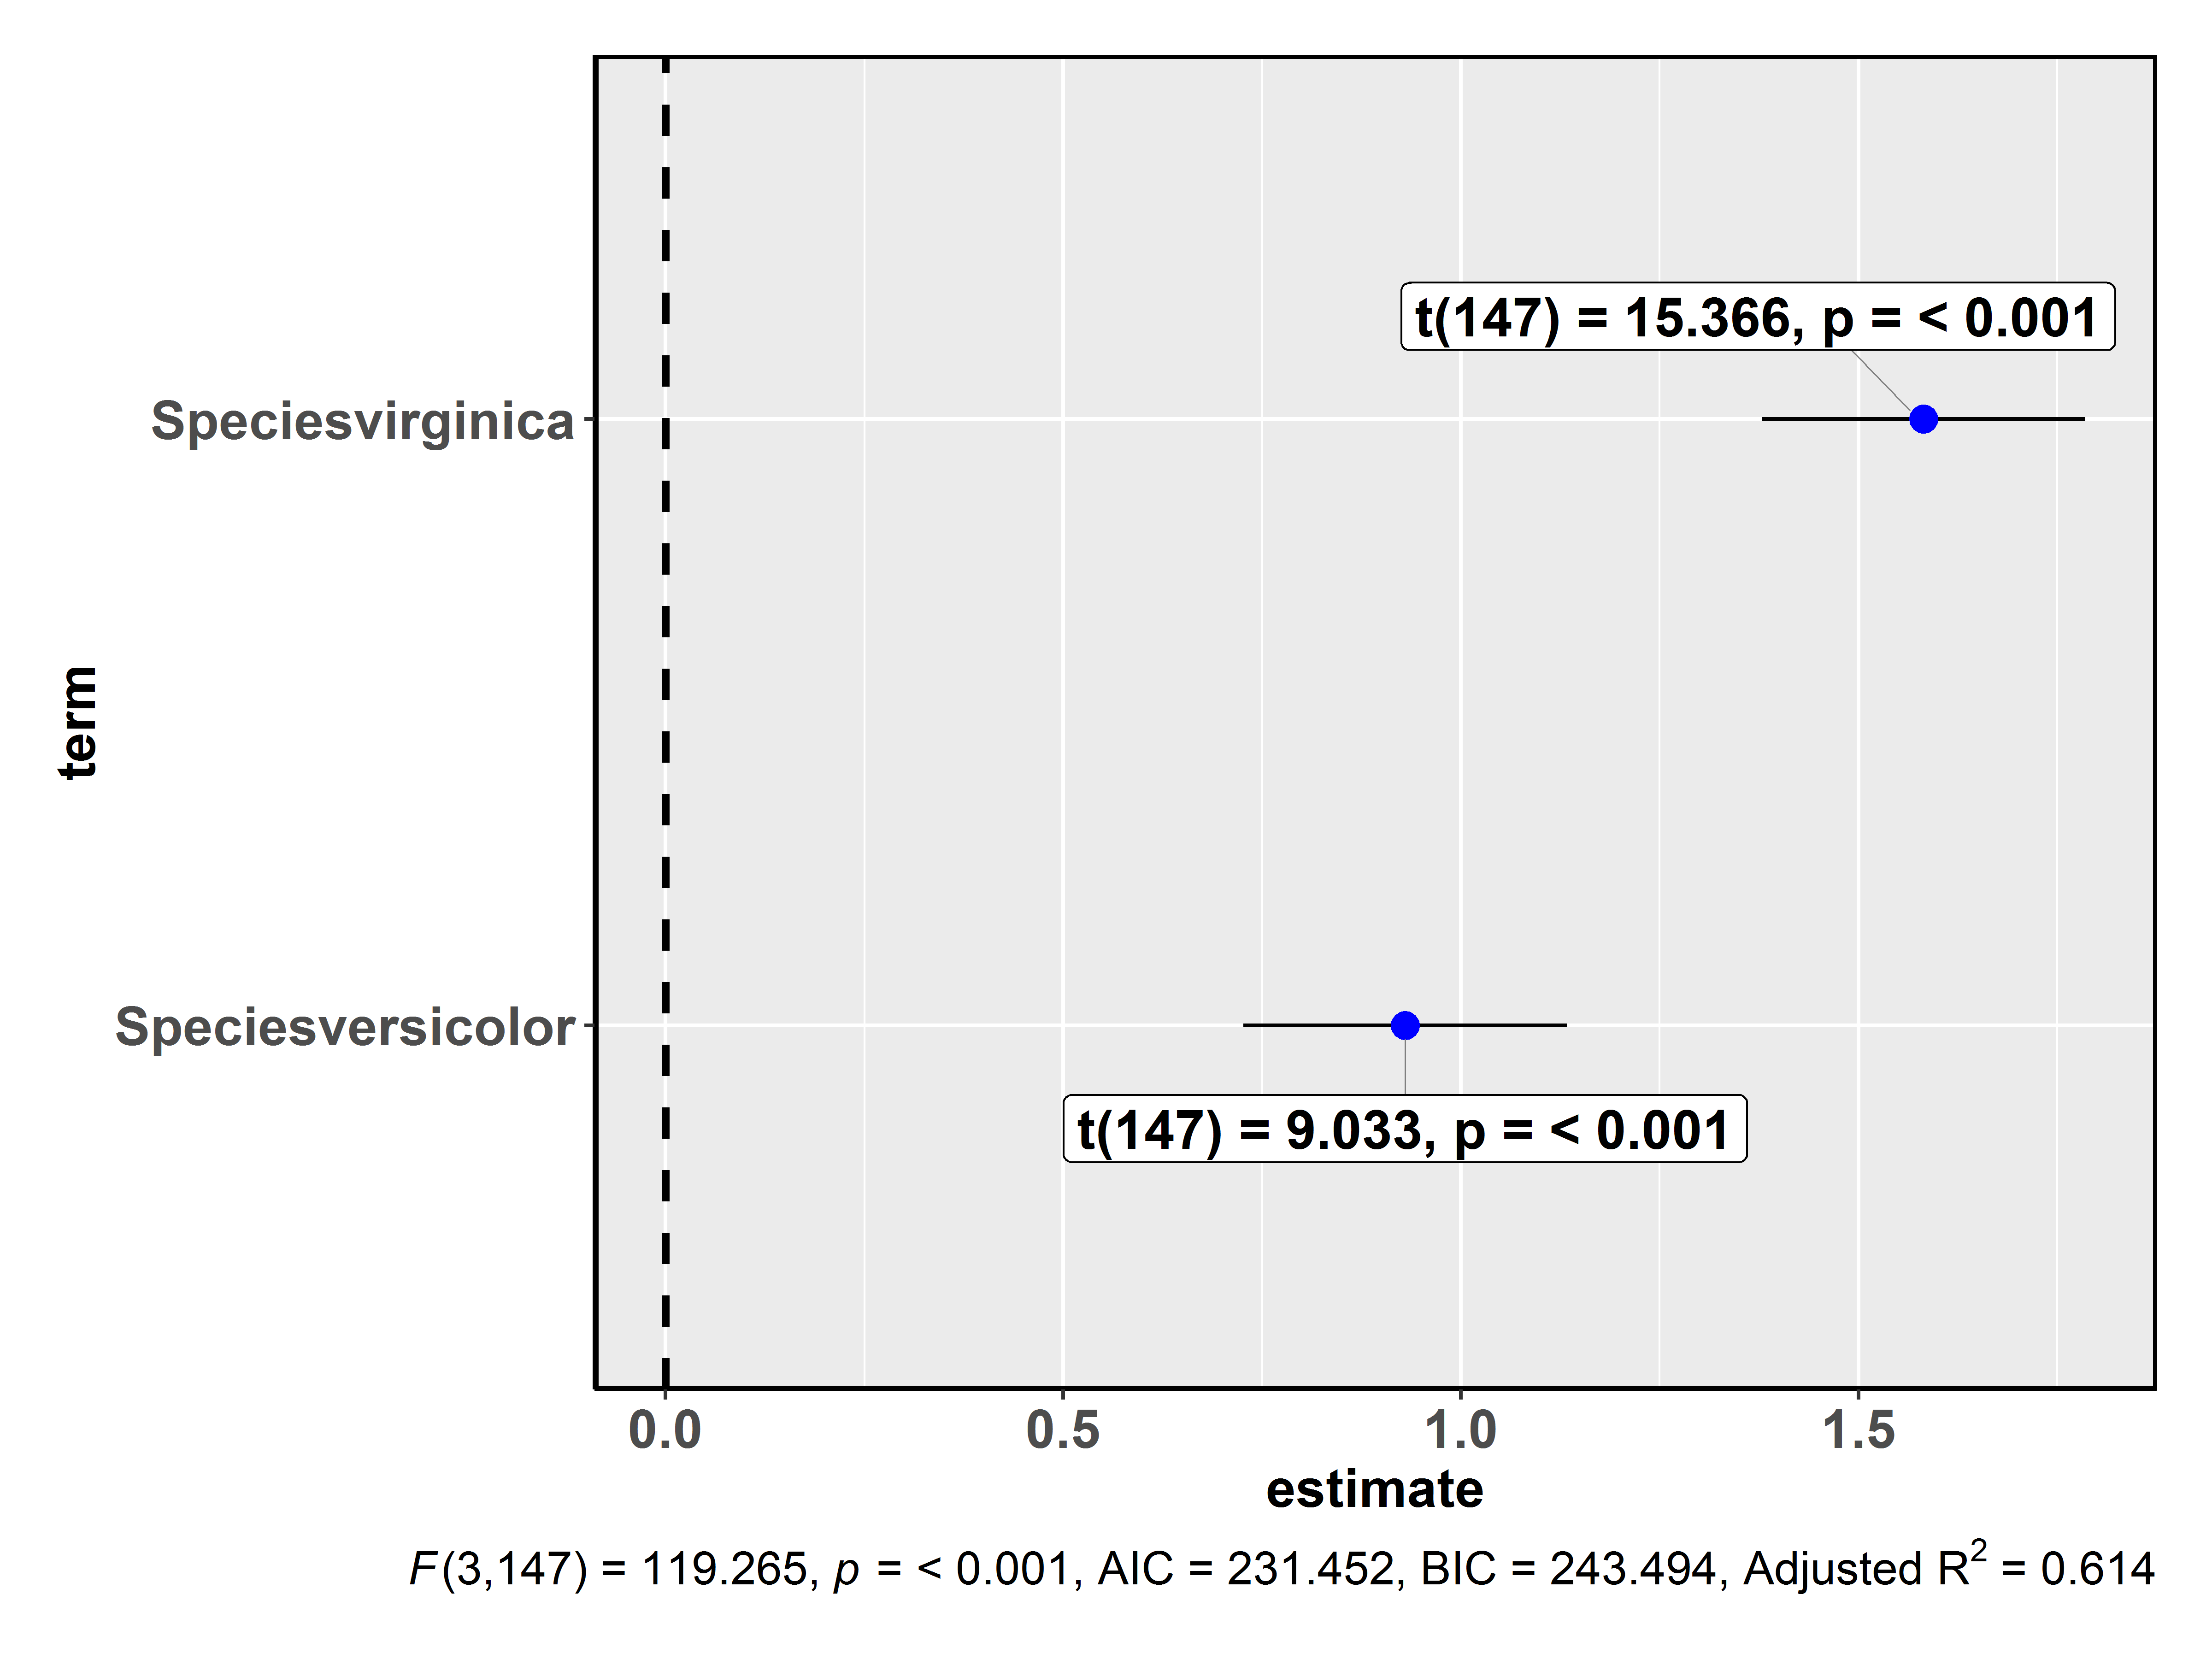 t(147) = 15.366, p = < 0.001
Speciesvirginica
term
Speciesversicolor
t(147) = 9.033, p = < 0.001
0.0 0.5 1.0 1.5
estimate
F(3,147) = 119.265, p = < 0.001, AIC = 231.452, BIC = 243.494, Adjusted R² = 0.614